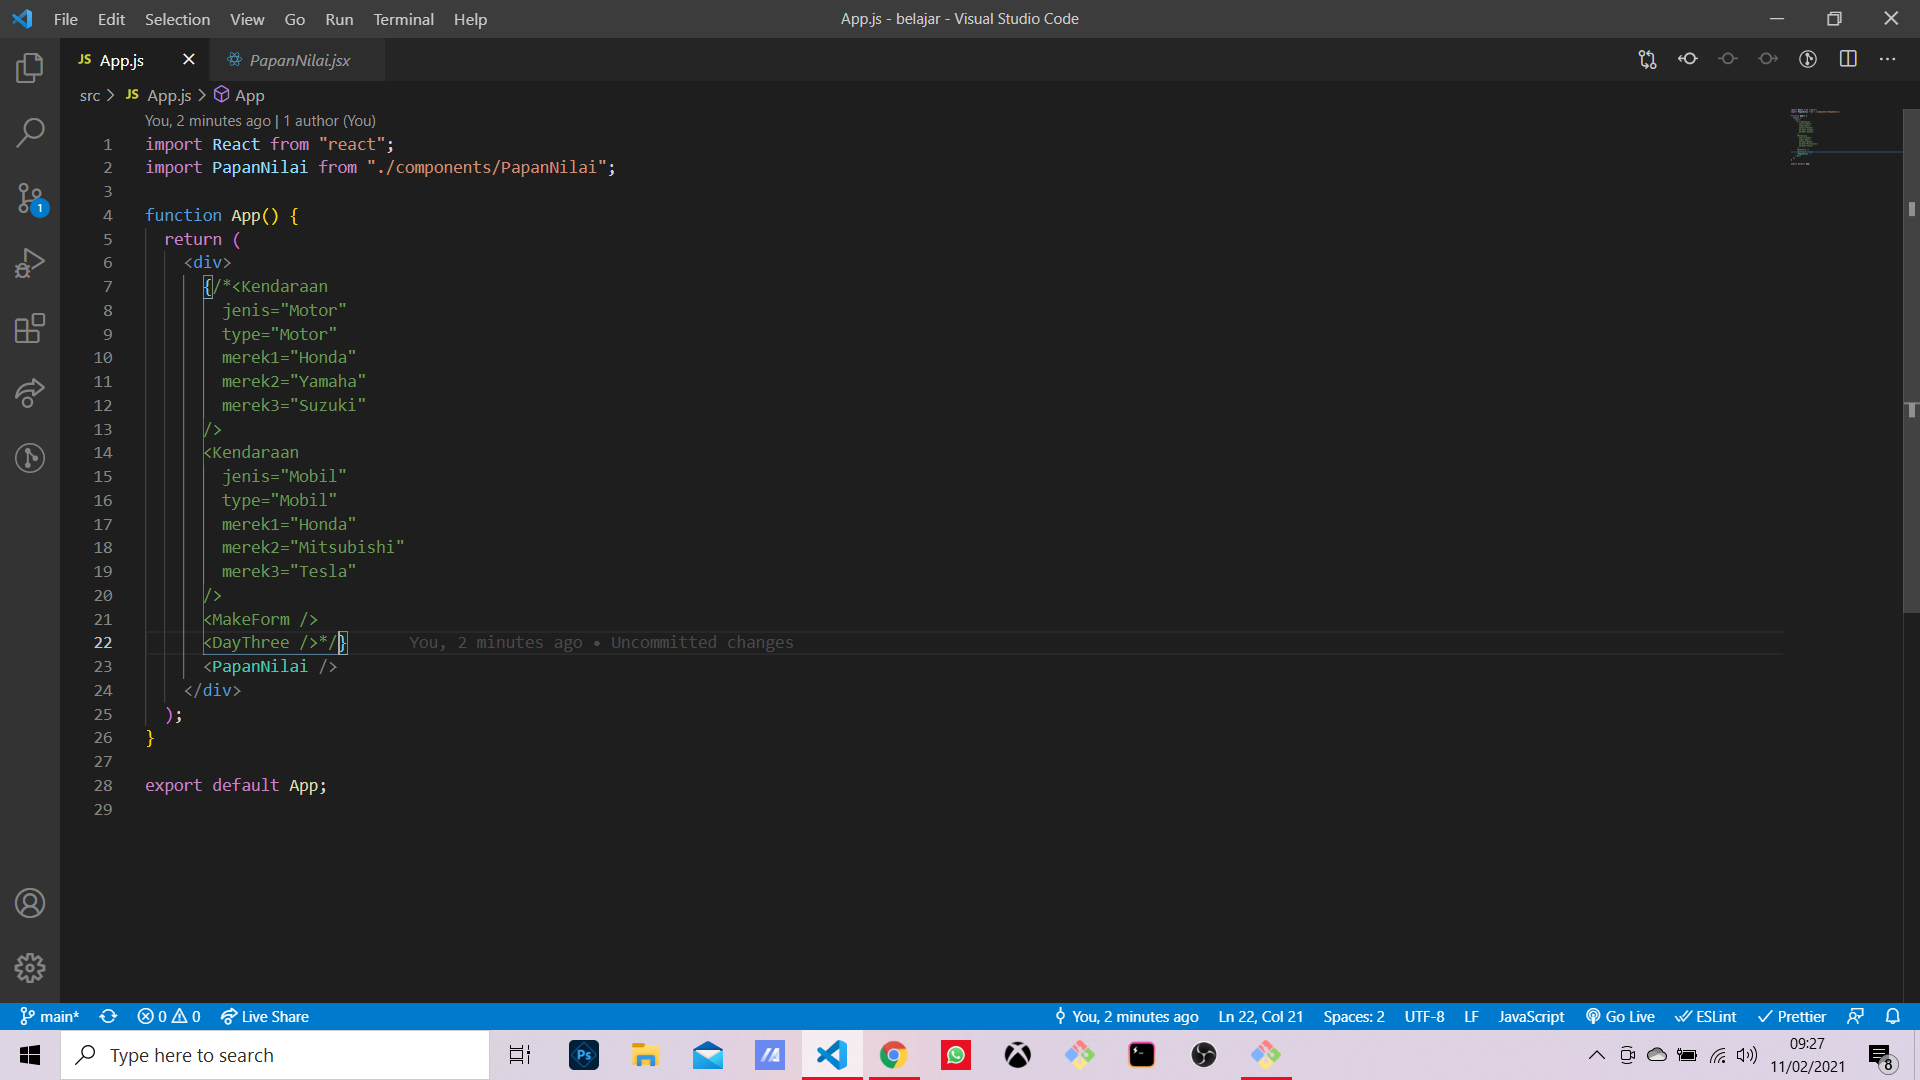 File Edit Selection View Go Run Terminal Help
App.js - belajar - Visual Studio Code
JS App.js
PapanNilai.jsx
src > JS App.js > App
You, 2 minutes ago | 1 author (You)
1 import React from "react";
2 import PapanNilai from "./components/PapanNilai";
3
4 function App() {
5 return (
6 <div>
7 {/*<Kendaraan
8 jenis="Motor"
9 type="Motor"
10 merek1="Honda"
11 merek2="Yamaha"
12 merek3="Suzuki"
13 />
14 <Kendaraan
15 jenis="Mobil"
16 type="Mobil"
17 merek1="Honda"
18 merek2="Mitsubishi"
19 merek3="Tesla"
20 />
21 <MakeForm />
22 <DayThree />*/} You, 2 minutes ago • Uncommitted changes
23 <PapanNilai />
24 </div>
25 );
26 }
27
28 export default App;
29
1
main* 0 0 Live Share You, 2 minutes ago Ln 22, Col 21 Spaces: 2 UTF-8 LF JavaScript Go Live ESLint Prettier
Type here to search
Ps
09:27
11/02/2021
8